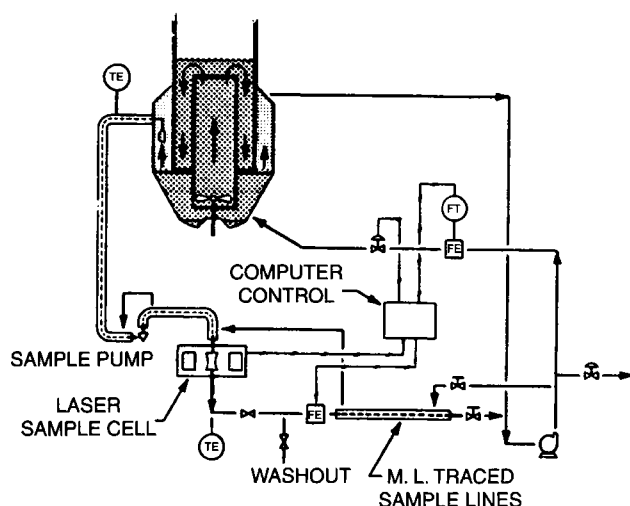 TE
FT
FE
COMPUTER
CONTROL
SAMPLE PUMP
LASER
SAMPLE CELL
FE
TE
WASHOUT
M. L. TRACED
SAMPLE LINES